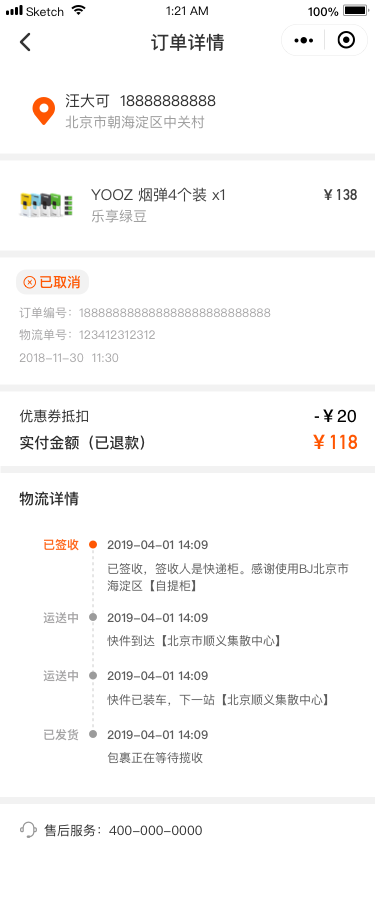 Sketch
1:21 AM
100%
订单详情
汪大可 18888888888
北京市朝海淀区中关村
YOOZ 烟弹4个装 x1
¥138
乐享绿豆
已取消
订单编号：1888888888888888888888888888
物流单号：123412312312
2018-11-30 11:30
优惠券抵扣
-¥20
实付金额（已退款）
¥118
物流详情
已签收
2019-04-01 14:09
已签收，签收人是快递柜。感谢使用BJ北京市
海淀区【自提柜】
运送中
2019-04-01 14:09
快件到达【北京市顺义集散中心】
运送中
2019-04-01 14:09
快件已装车，下一站【北京顺义集散中心】
已发货
2019-04-01 14:09
包裹正在等待揽收
售后服务：400-000-0000